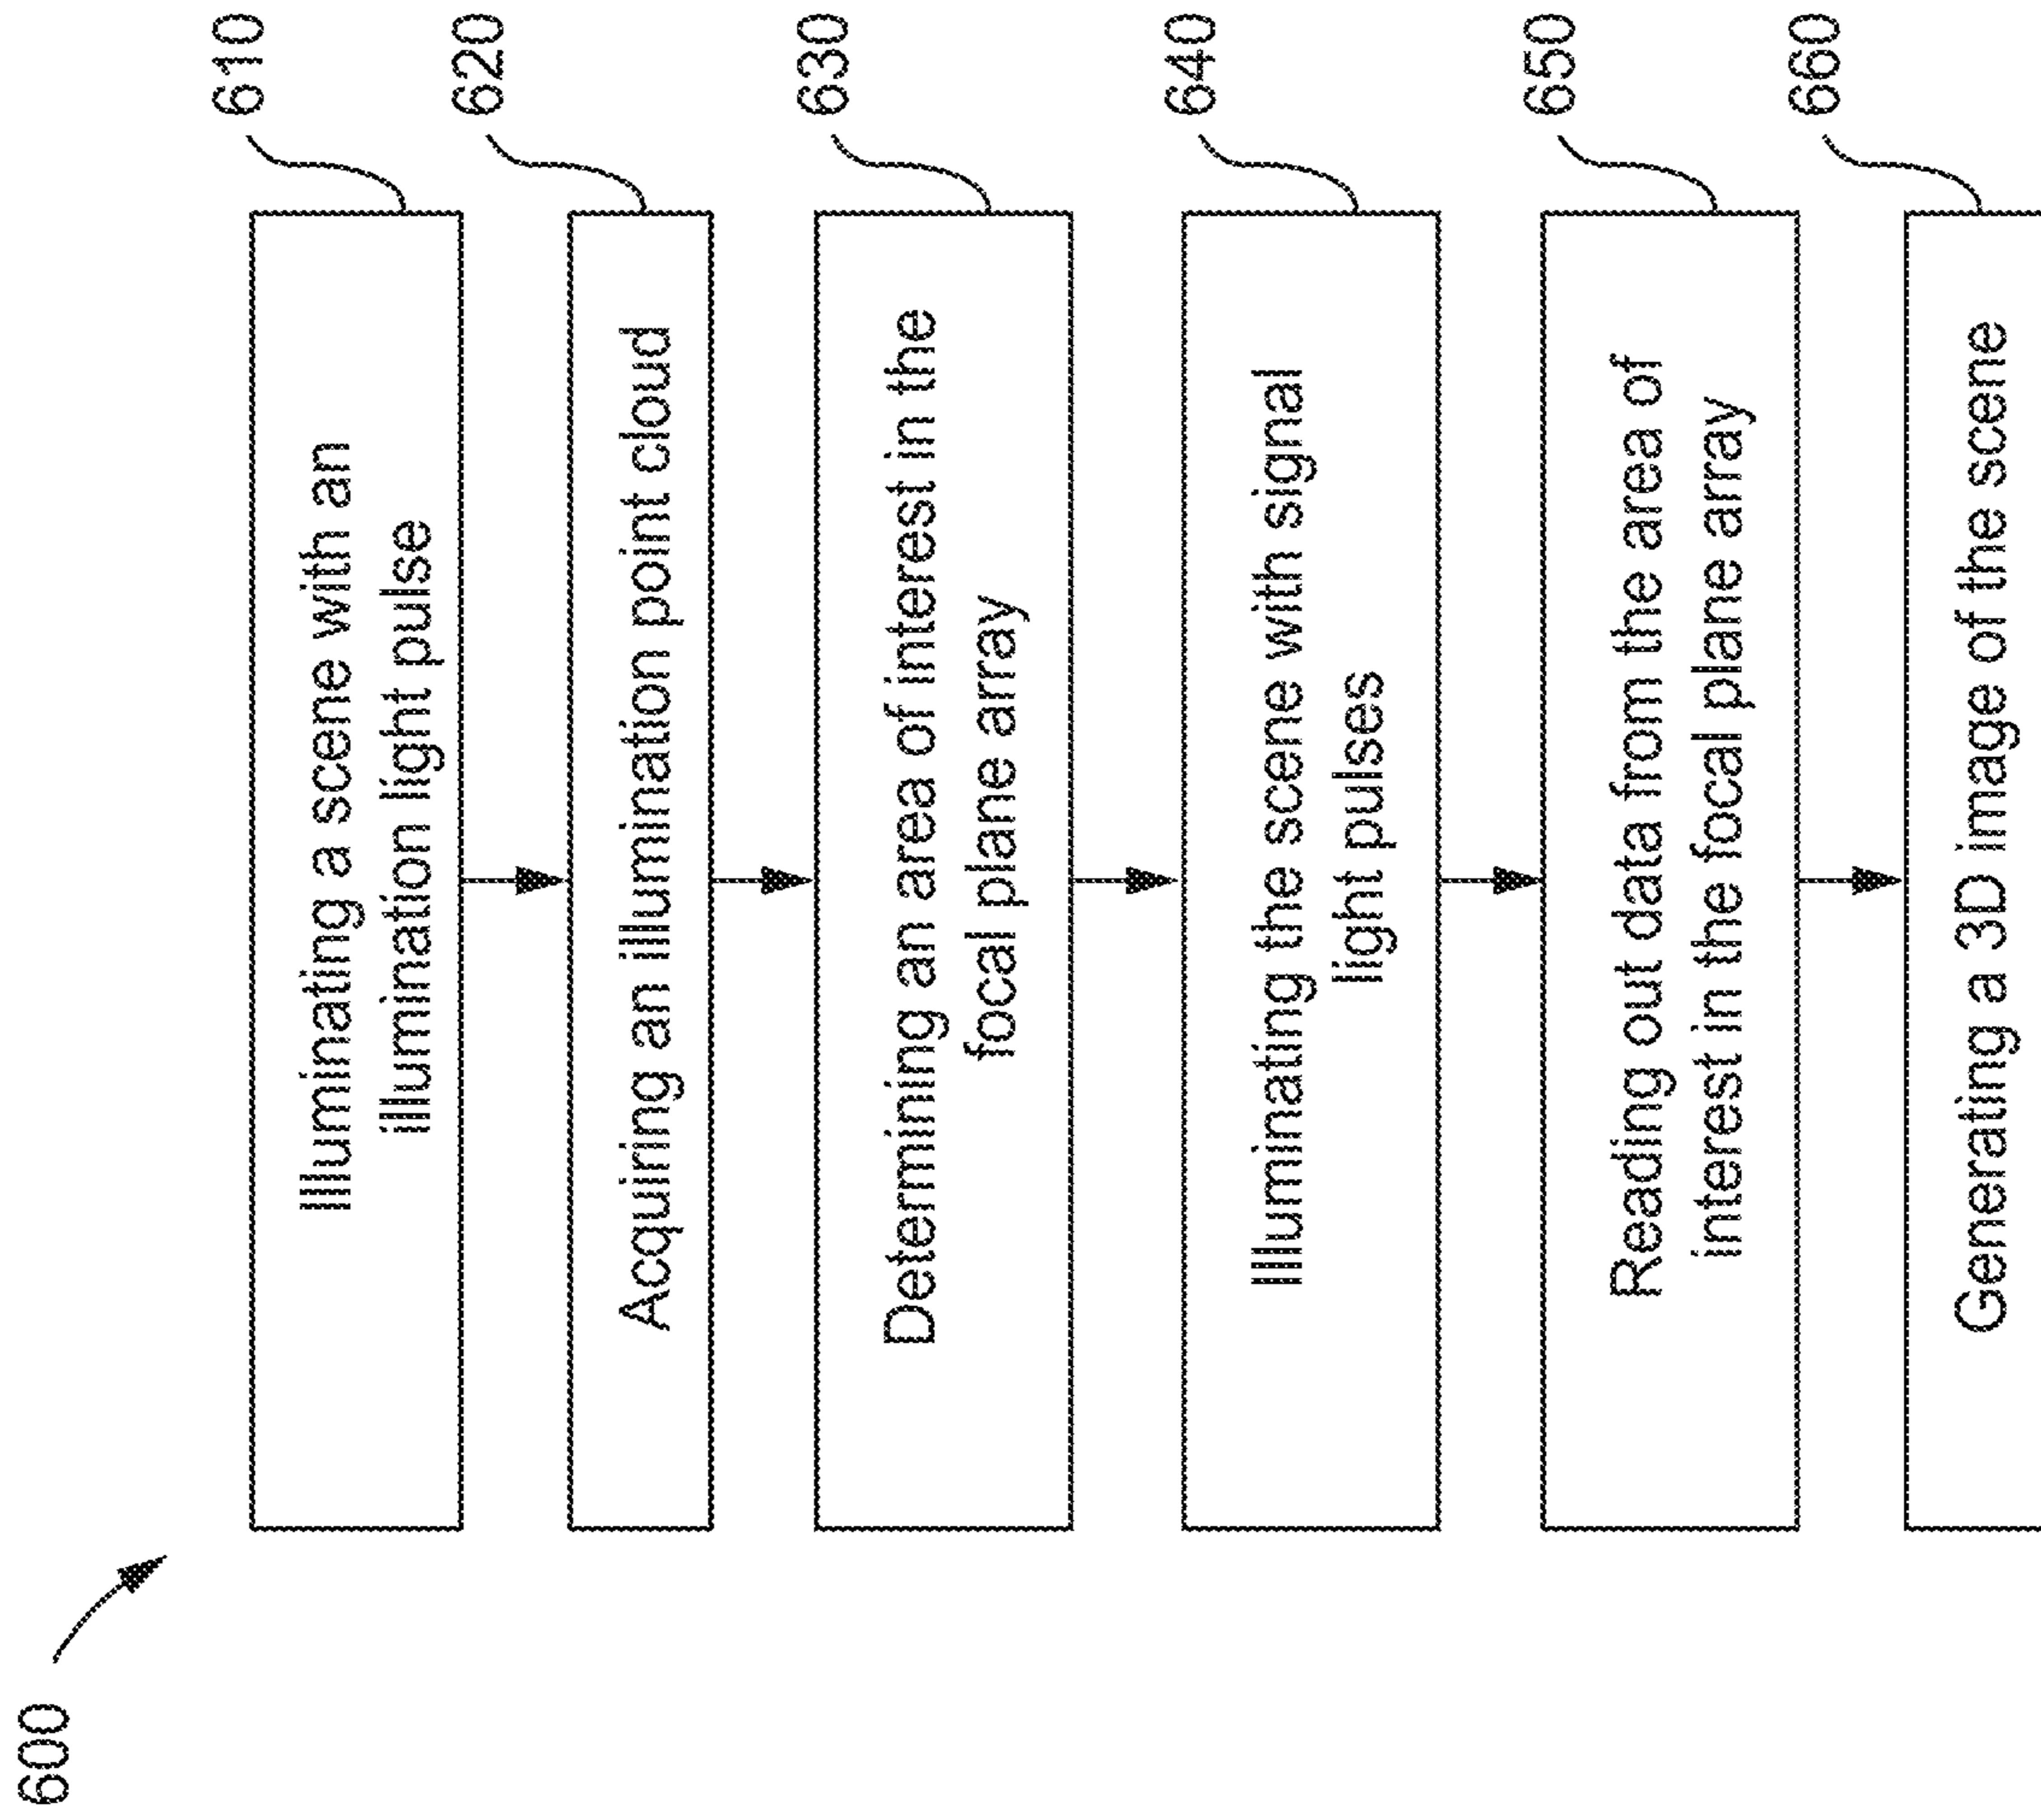 600
610
Illuminating a scene with an
illumination light pulse
620
Acquiring an illumination point cloud
630
Determining an area of interest in the
focal plane array
640
Illuminating the scene with signal
light pulses
650
Reading out data from the area of
interest in the focal plane array
660
Generating a 3D image of the scene